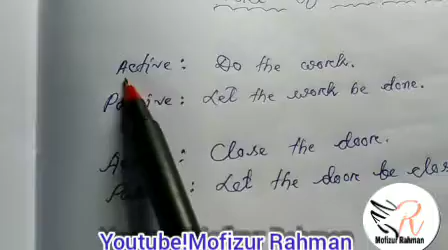 Active : Do the work.
Passive : Let the work be done.
Close the door.
Let the door be
Mofizur Rahman
Youtube!Mofizur Rahman